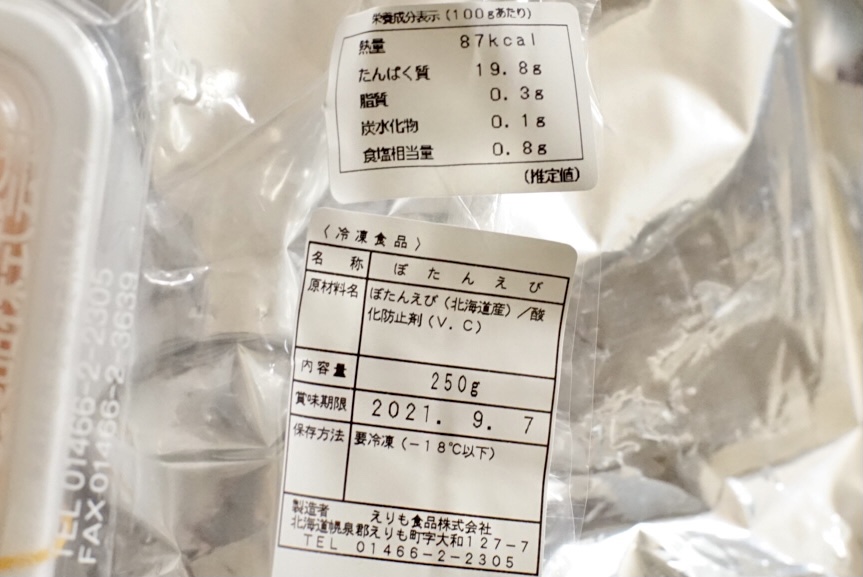 栄養成分表示（100gあたり）
熱量 87kcal
たんぱく質 19.8g
脂質 0.3g
炭水化物 0.1g
食塩相当量 0.8g
（推定値）
〈冷凍食品〉
名称 ぼたんえび
原材料名 ぼたんえび（北海道産）／酸
化防止剤（V．C）
内容量 250g
賞味期限 2021．9．7
保存方法 要冷凍（－18℃以下）
製造者 えりも食品株式会社
北海道幌泉郡えりも町字大和127-7
TEL 01466-2-2305
TEL 01466-2-2305
FAX 01466-2-3639